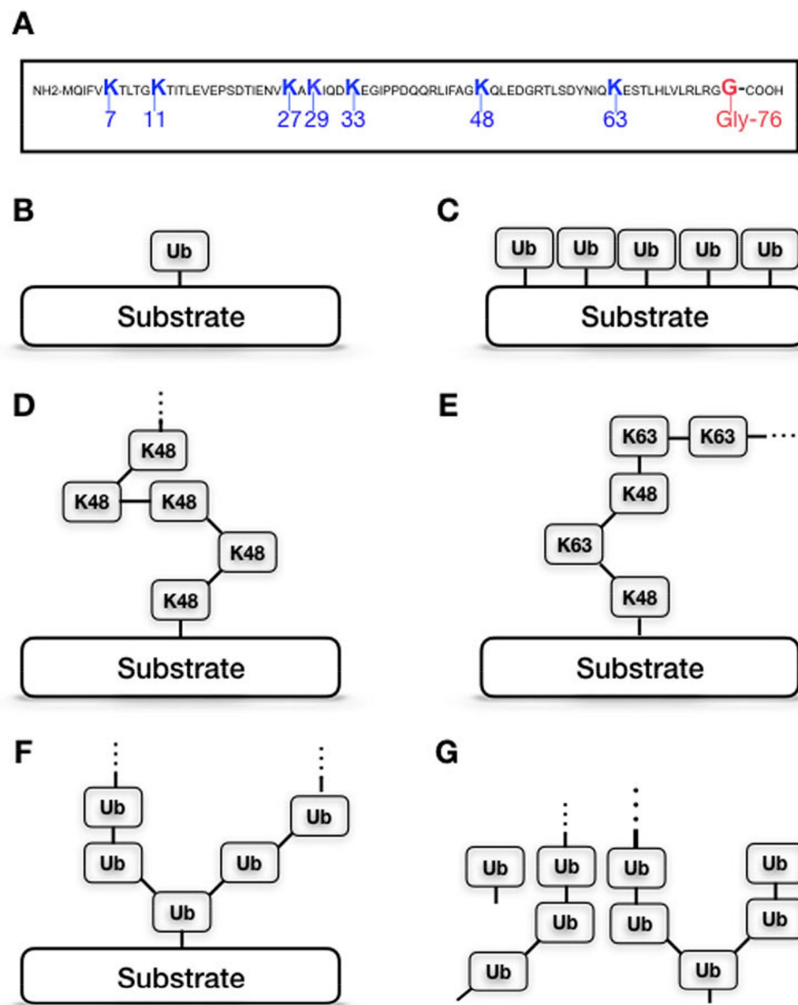 A
NH2-MQIFVKTLTGKTITLEVEPSDTIENVKAKIQDKEGIPPDQQRLIFAGKQLEDGRTLSDYNIQKESTLHLVLRLRGG-COOH
7 11 27 29 33 48 63 Gly-76
B
Ub
Substrate
C
Ub Ub Ub Ub Ub
Substrate
D
K48
K48 K48
K48
K48
Substrate
E
K63 K63
K48
K63
K48
Substrate
F
Ub
Ub
Ub
Ub
Ub
Substrate
G
Ub Ub Ub Ub
Ub Ub Ub
Ub Ub